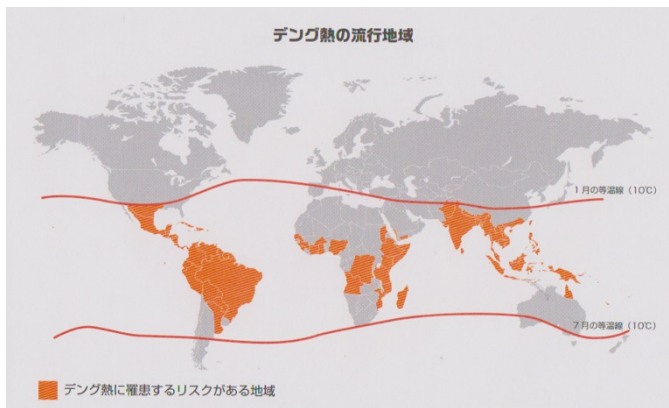 デング熱の流行地域
1月の等温線(10℃)
7月の等温線(10℃)
デング熱に罹患するリスクがある地域